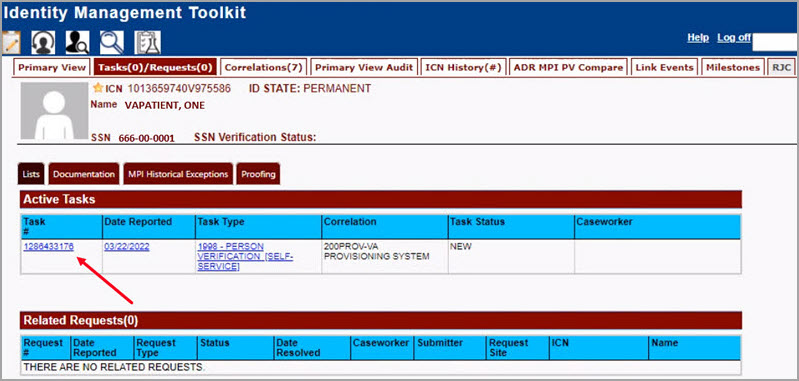 Identity Management Toolkit
Help Log off
Primary View Tasks(0)/Requests(0) Correlations(7) Primary View Audit ICN History(#) ADR MPI PV Compare Link Events Milestones RJC
ICN 1013659740V975586 ID STATE: PERMANENT
Name VAPATIENT, ONE
SSN 666-00-0001 SSN Verification Status:
Lists Documentation MPI Historical Exceptions Proofing
Active Tasks
Task Date Reported Task Type Correlation Task Status Caseworker
#
1286433176 03/22/2022 1998 - PERSON 200PROV-VA NEW
VERIFICATION [SELF- PROVISIONING SYSTEM
SERVICE]
Related Requests(0)
Request Date Request Status Date Caseworker Submitter Request ICN Name
# Reported Type Resolved Site
THERE ARE NO RELATED REQUESTS.